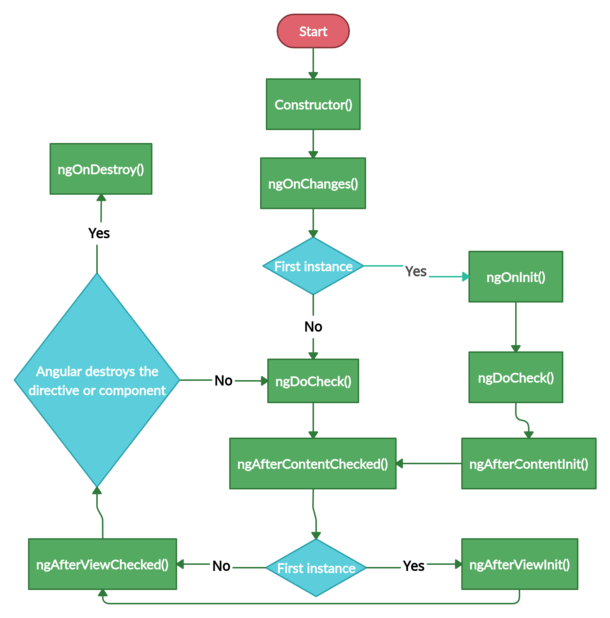 Start
Constructor()
ngOnDestroy()
ngOnChanges()
Yes
First instance
Yes
ngOnInit()
No
Angular destroys the
directive or component
No
ngDoCheck()
ngDoCheck()
ngAfterContentChecked()
ngAfterContentInit()
ngAfterViewChecked()
No
First instance
Yes
ngAfterViewInit()